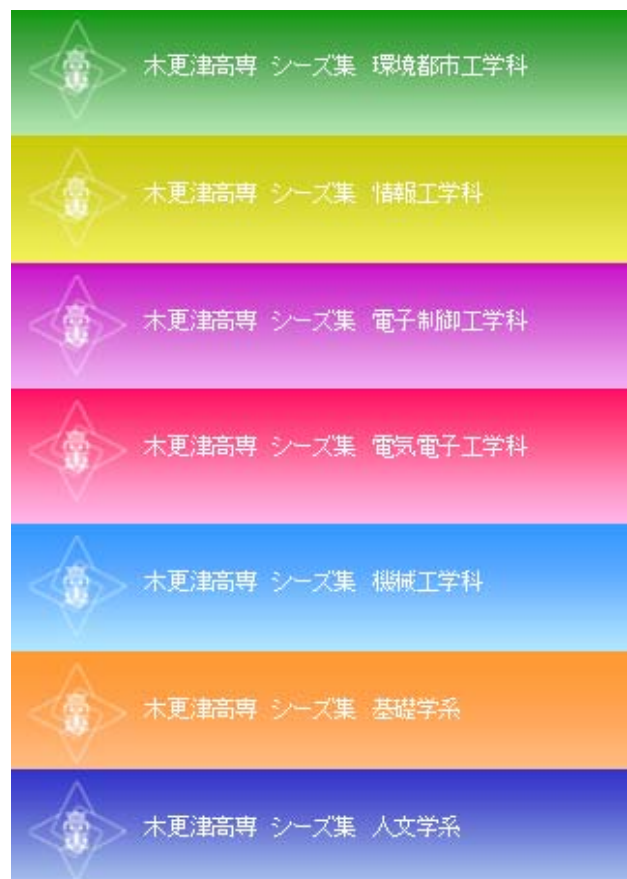 木更津高専 シーズ集 環境都市工学科
木更津高専 シーズ集 情報工学科
木更津高専 シーズ集 電子制御工学科
木更津高専 シーズ集 電気電子工学科
木更津高専 シーズ集 機械工学科
木更津高専 シーズ集 基礎学系
木更津高専 シーズ集 人文学系